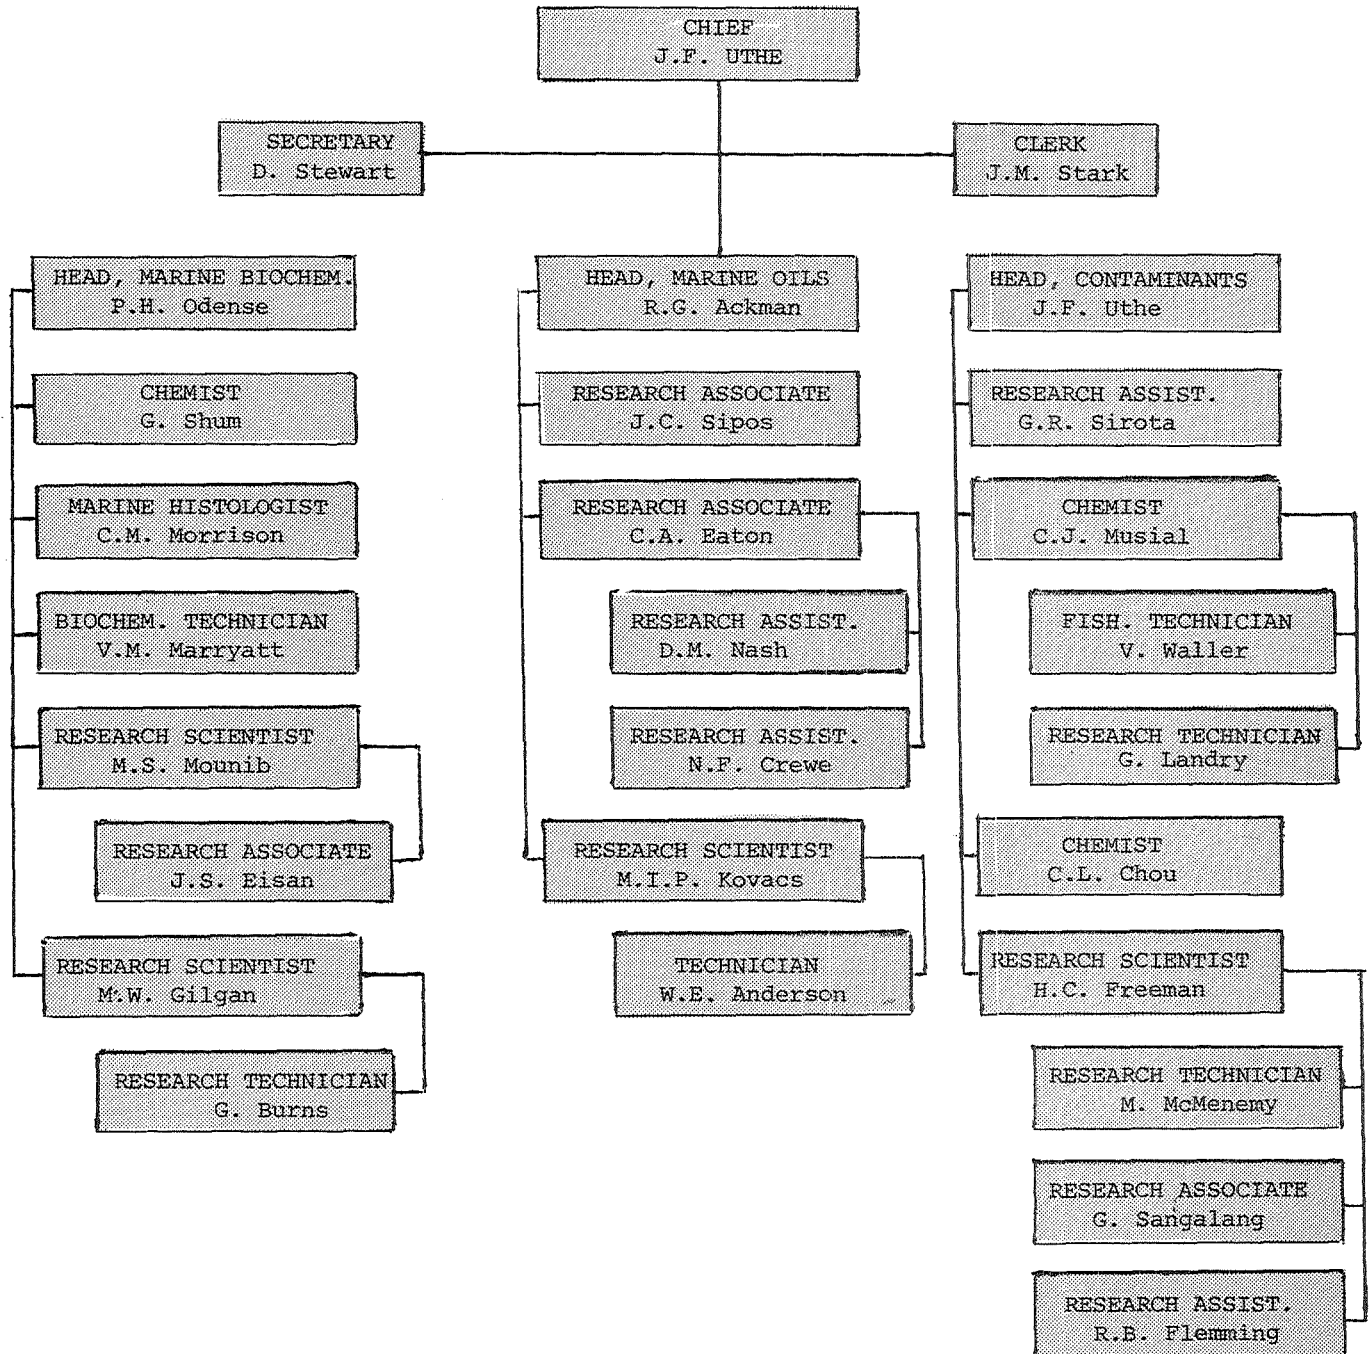 CHIEF
J.F. UTHE
SECRETARY
D. Stewart
CLERK
J.M. Stark
HEAD, MARINE BIOCHEM.
P.H. Odense
CHEMIST
G. Shum
MARINE HISTOLOGIST
C.M. Morrison
BIOCHEM. TECHNICIAN
V.M. Marryatt
RESEARCH SCIENTIST
M.S. Mounib
RESEARCH ASSOCIATE
J.S. Eisan
RESEARCH SCIENTIST
M.W. Gilgan
RESEARCH TECHNICIAN
G. Burns
HEAD, MARINE OILS
R.G. Ackman
RESEARCH ASSOCIATE
J.C. Sipos
RESEARCH ASSOCIATE
C.A. Eaton
RESEARCH ASSIST.
D.M. Nash
RESEARCH ASSIST.
N.F. Crewe
RESEARCH SCIENTIST
M.I.P. Kovacs
TECHNICIAN
W.E. Anderson
HEAD, CONTAMINANTS
J.F. Uthe
RESEARCH ASSIST.
G.R. Sirota
CHEMIST
C.J. Musial
FISH. TECHNICIAN
V. Waller
RESEARCH TECHNICIAN
G. Landry
CHEMIST
C.L. Chou
RESEARCH SCIENTIST
H.C. Freeman
RESEARCH TECHNICIAN
M. McMenemy
RESEARCH ASSOCIATE
G. Sangalang
RESEARCH ASSIST.
R.B. Flemming